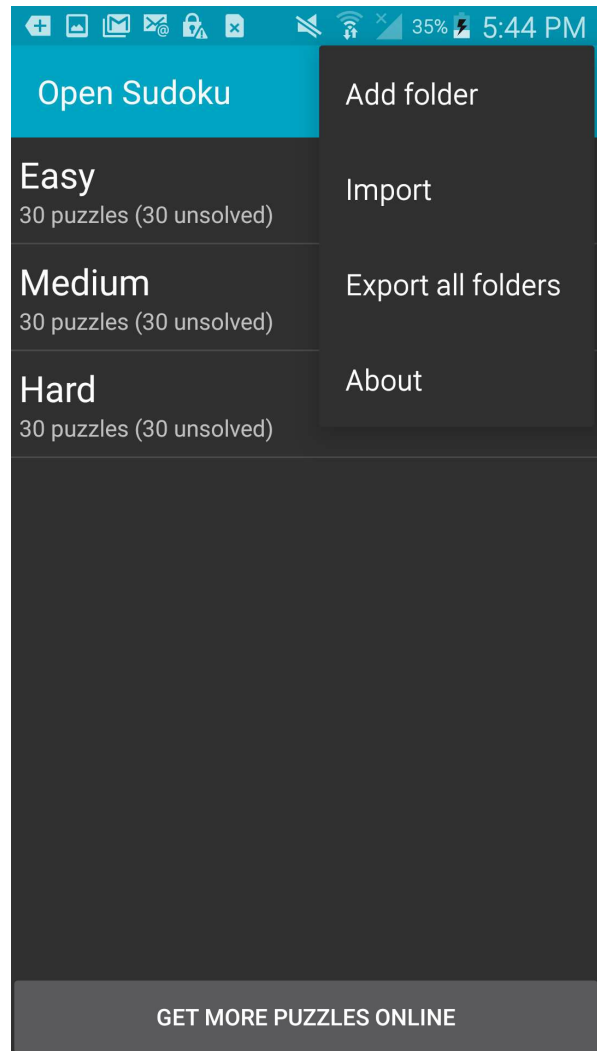 35% 5:44 PM
Open Sudoku
Add folder
Import
Export all folders
About
Easy
30 puzzles (30 unsolved)
Medium
30 puzzles (30 unsolved)
Hard
30 puzzles (30 unsolved)
GET MORE PUZZLES ONLINE